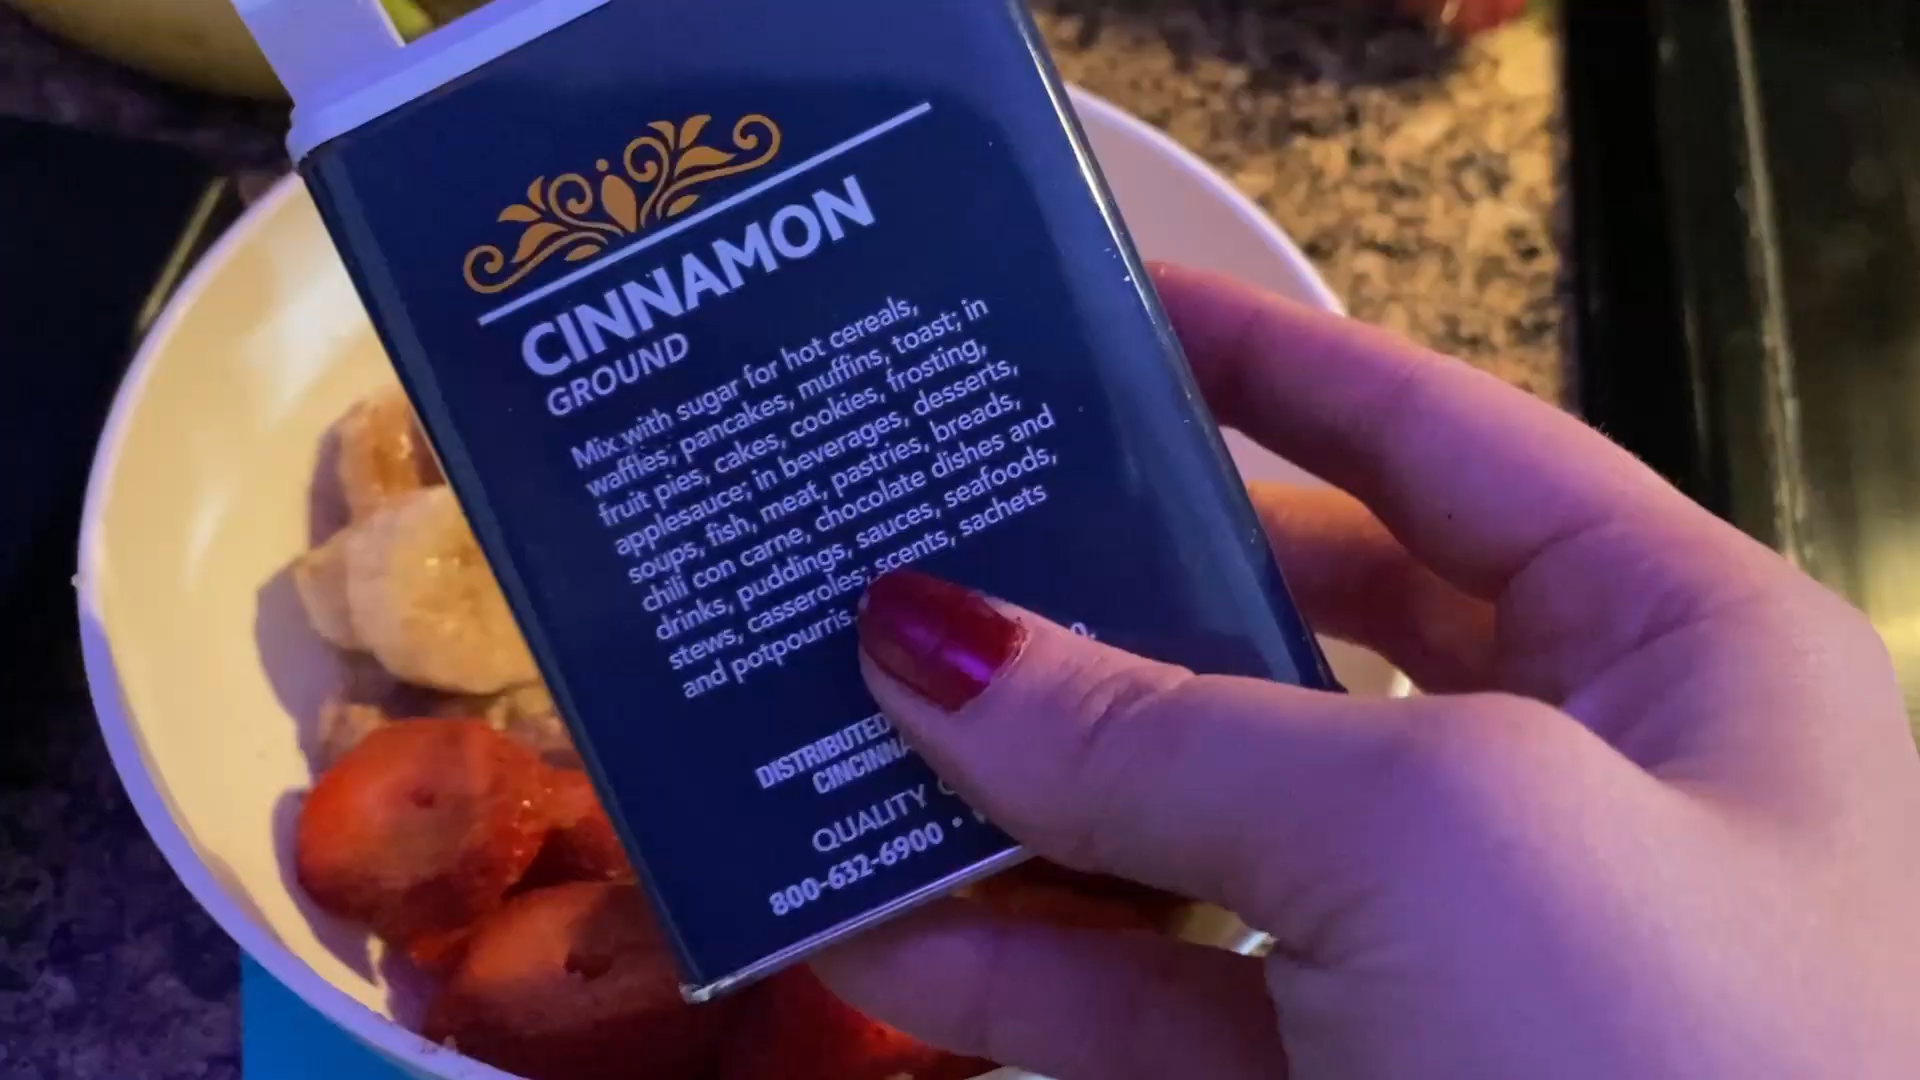 CINNAMON
GROUND
Mix with sugar for hot cereals,
waffles, pancakes, muffins, toast; in
fruit pies, cakes, cookies, frosting,
applesauce; in beverages, desserts,
soups, fish, meat, pastries, breads,
chili con carne, chocolate dishes and
drinks, puddings, sauces, seafoods,
stews, casseroles; scents, sachets
and potpourris.
DISTRIBUTED
QUALITY
800-632-6900 •